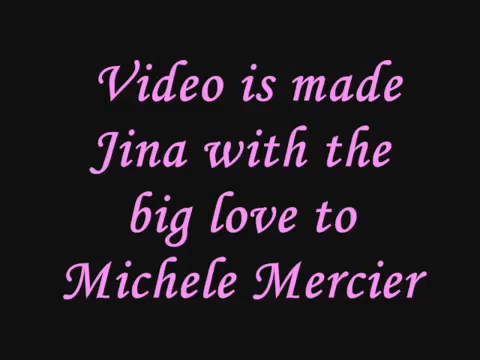 Video is made
Jina with the
big love to
Michele Mercier